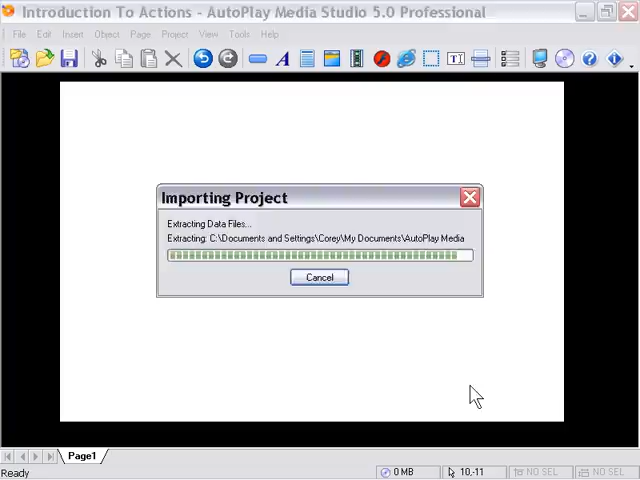 Introduction To Actions - AutoPlay Media Studio 5.0 Professional
File Edit Insert Object Page Project View Tools Help
Importing Project
Extracting Data Files...
Extracting: C:\Documents and Settings\Corey\My Documents\AutoPlay Media
Cancel
Page1
Ready
0 MB
10,-11
NO SEL
NO SEL